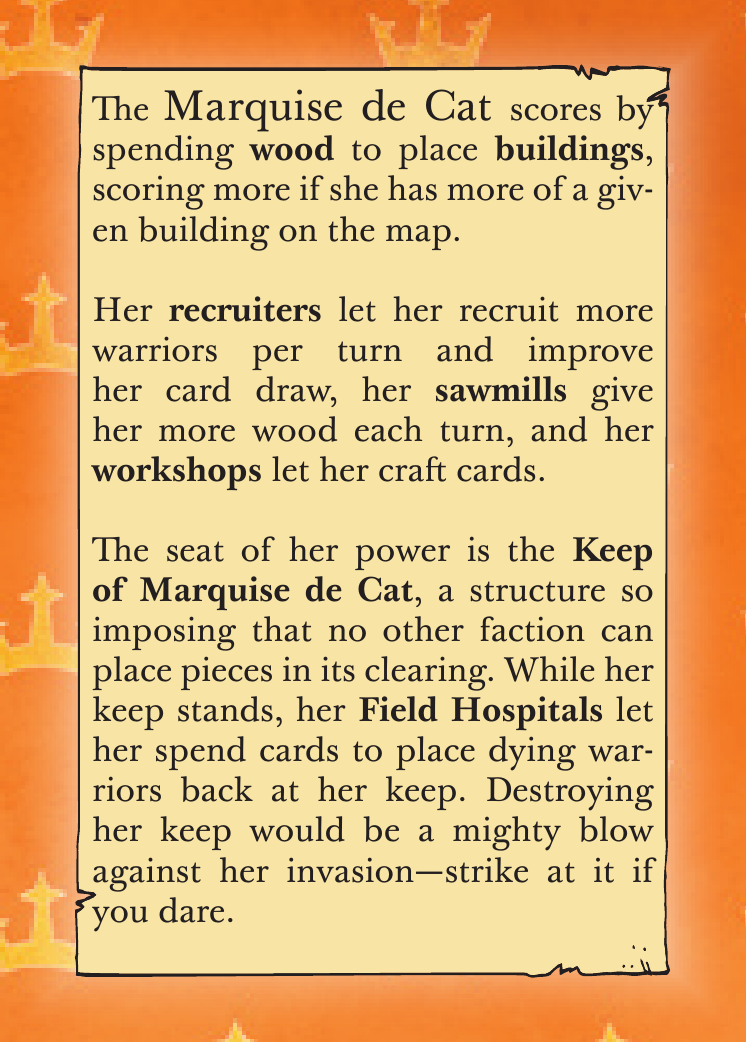 The Marquise de Cat scores by
spending wood to place buildings,
scoring more if she has more of a giv-
en building on the map.
Her recruiters let her recruit more
warriors per turn and improve
her card draw, her sawmills give
her more wood each turn, and her
workshops let her craft cards.
The seat of her power is the Keep
of Marquise de Cat, a structure so
imposing that no other faction can
place pieces in its clearing. While her
keep stands, her Field Hospitals let
her spend cards to place dying war-
riors back at her keep. Destroying
her keep would be a mighty blow
against her invasion—strike at it if
you dare.